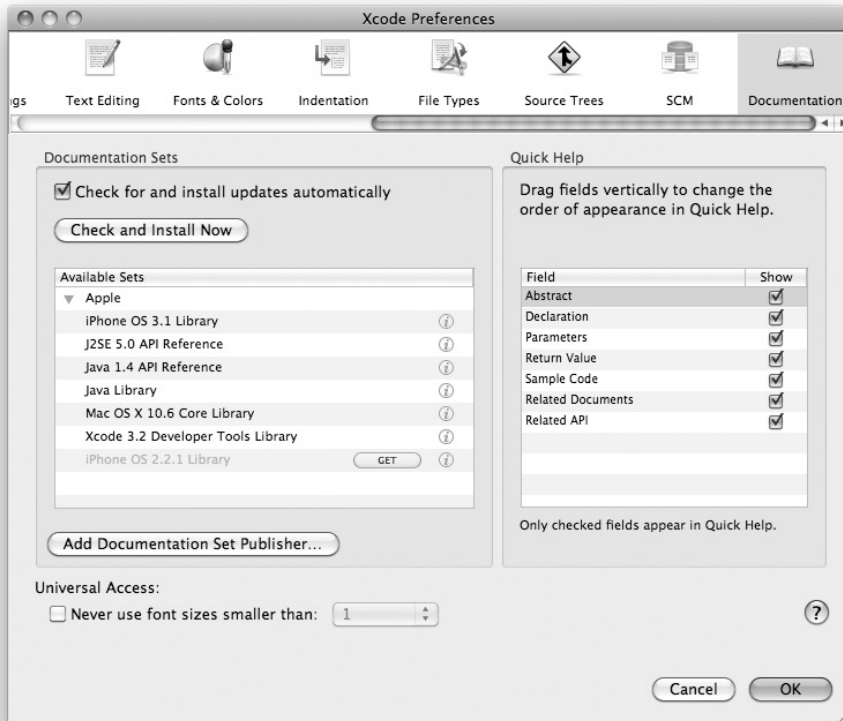 Xcode Preferences
gs Text Editing Fonts & Colors Indentation File Types Source Trees SCM Documentation
Documentation Sets
Check for and install updates automatically
Check and Install Now
Available Sets
Apple
iPhone OS 3.1 Library
J2SE 5.0 API Reference
Java 1.4 API Reference
Java Library
Mac OS X 10.6 Core Library
Xcode 3.2 Developer Tools Library
iPhone OS 2.2.1 Library GET
Add Documentation Set Publisher...
Quick Help
Drag fields vertically to change the
order of appearance in Quick Help.
Field Show
Abstract
Declaration
Parameters
Return Value
Sample Code
Related Documents
Related API
Only checked fields appear in Quick Help.
Universal Access:
Never use font sizes smaller than: 1
?
Cancel OK